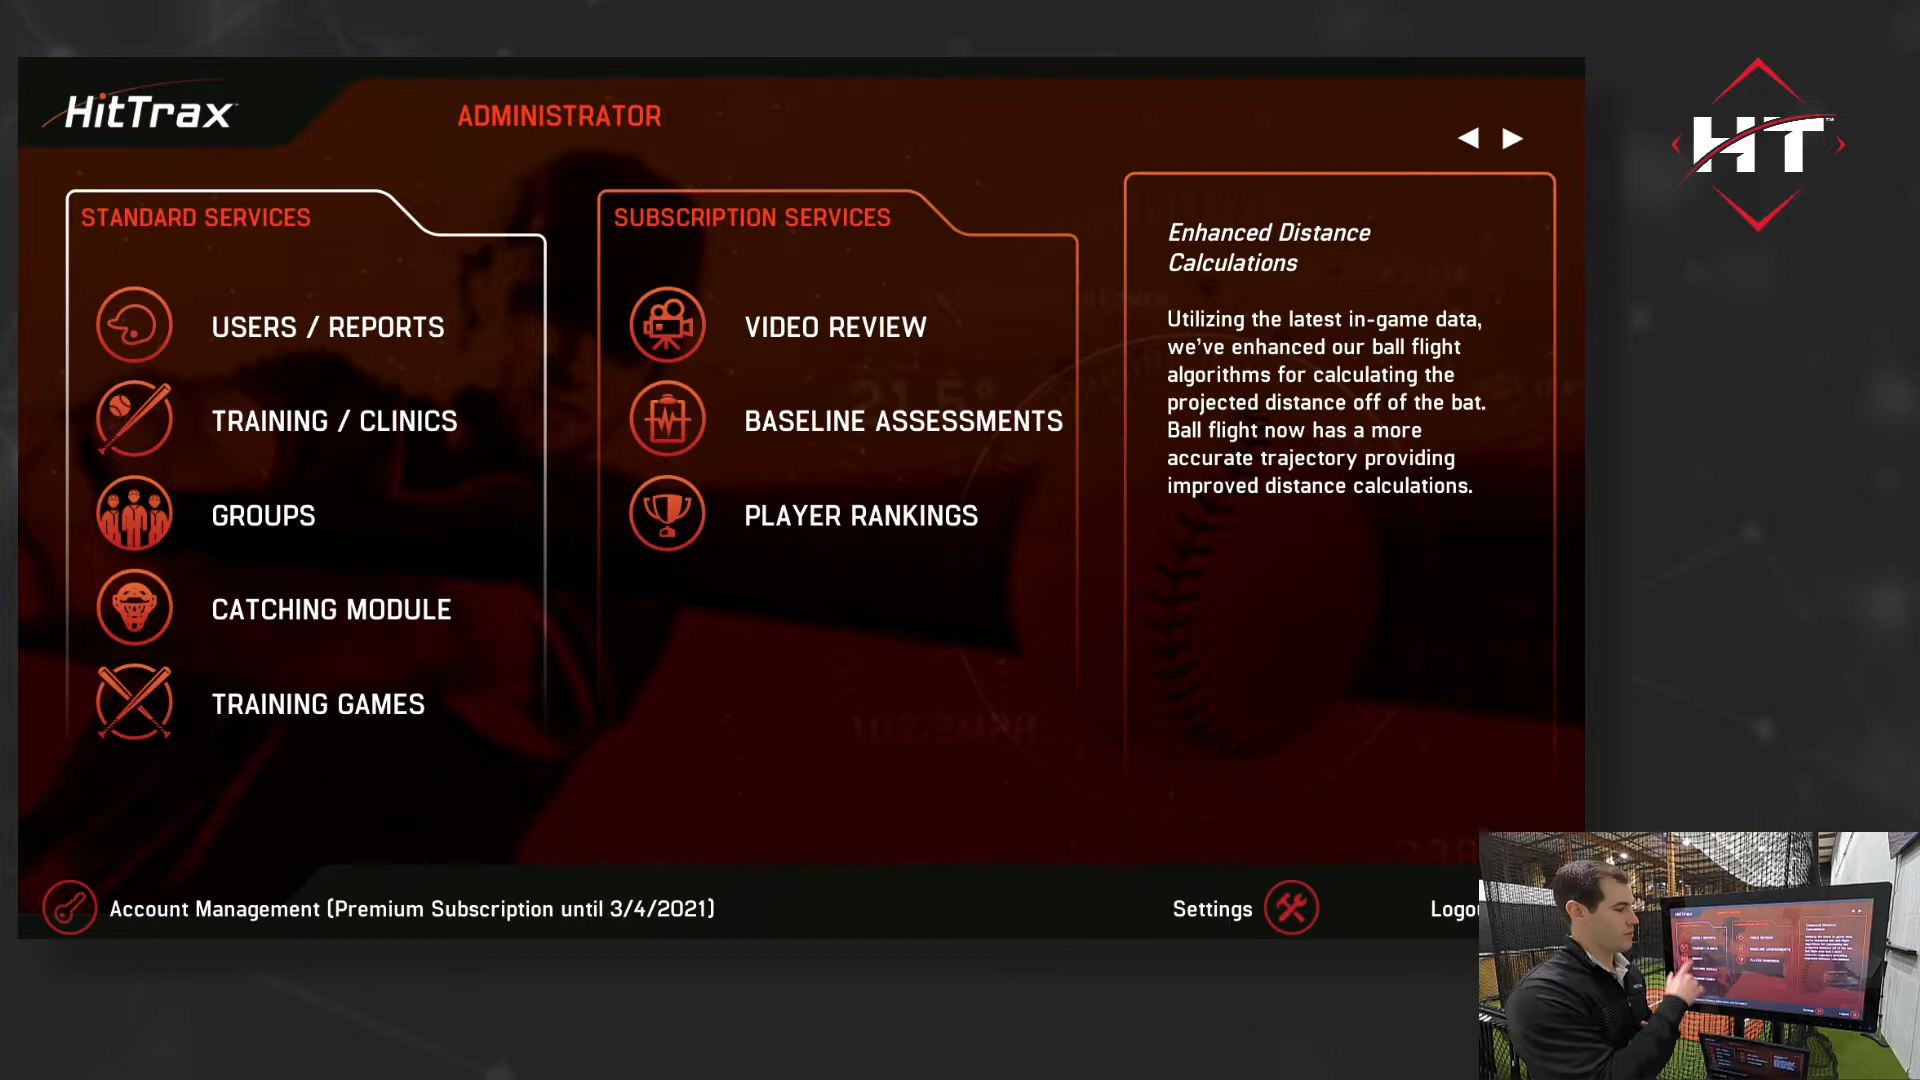 HitTrax
ADMINISTRATOR
HT™
STANDARD SERVICES
USERS / REPORTS
TRAINING / CLINICS
GROUPS
CATCHING MODULE
TRAINING GAMES
SUBSCRIPTION SERVICES
VIDEO REVIEW
BASELINE ASSESSMENTS
PLAYER RANKINGS
Enhanced Distance
Calculations
Utilizing the latest in-game data,
we've enhanced our ball flight
algorithms for calculating the
projected distance off of the bat.
Ball flight now has a more
accurate trajectory providing
improved distance calculations.
Account Management (Premium Subscription until 3/4/2021)
Settings
Logou